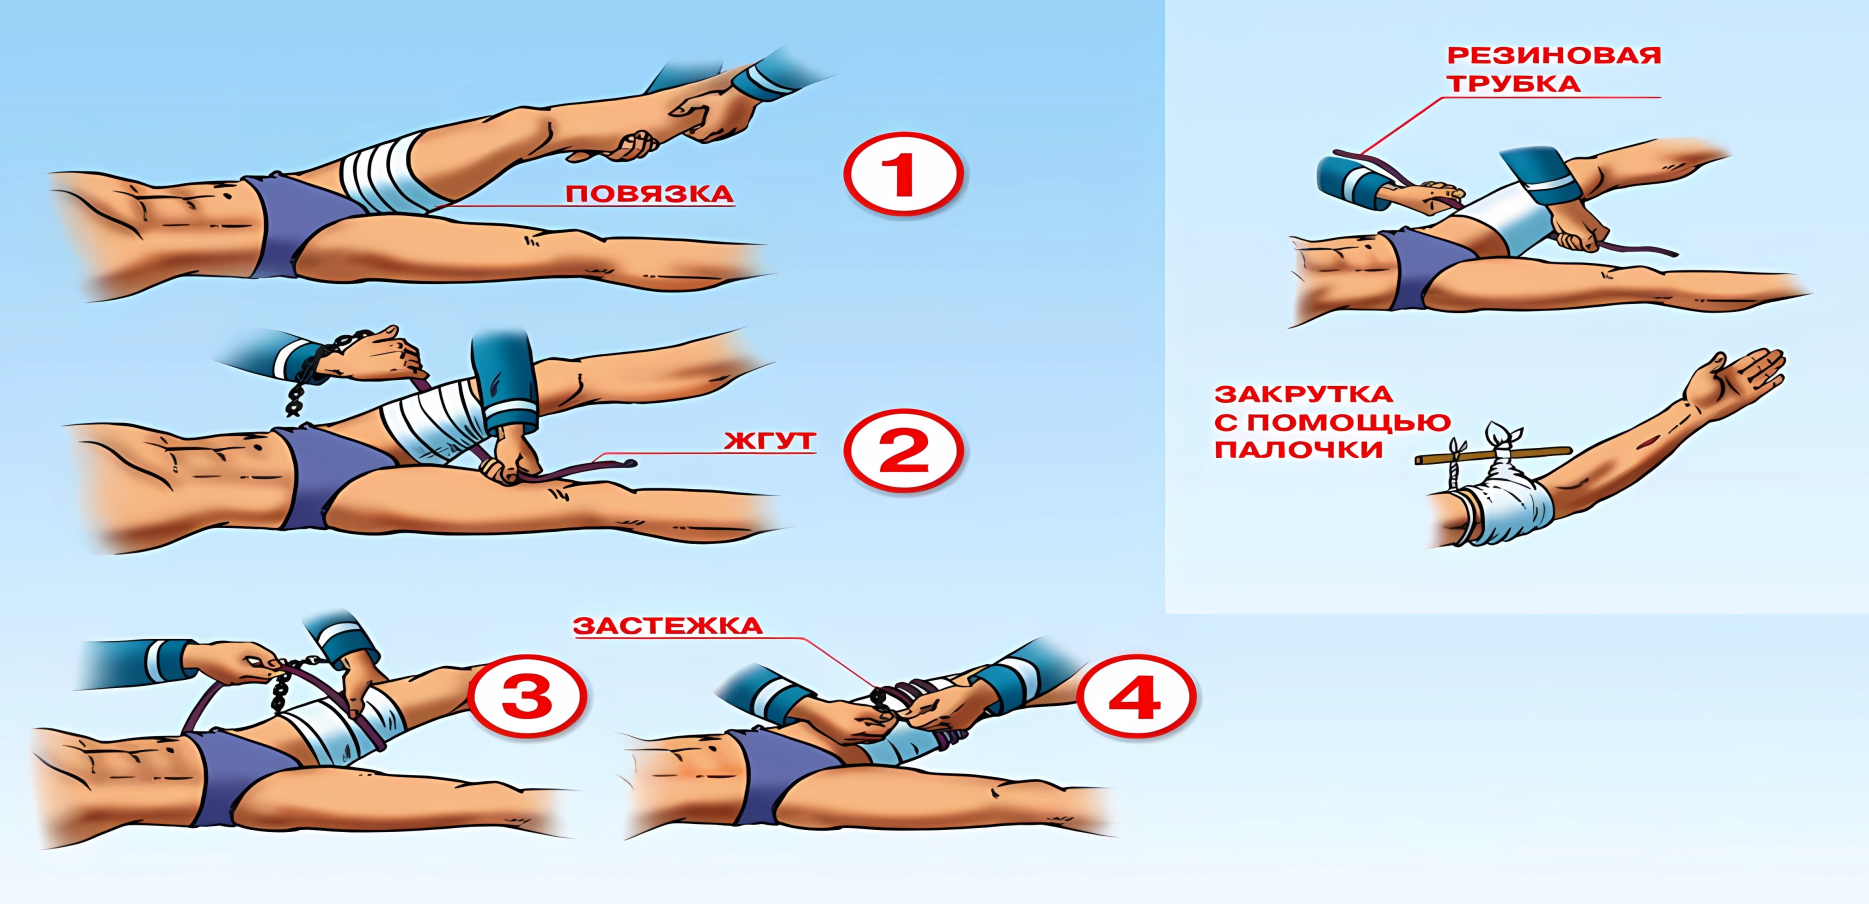 ПОВЯЗКА
1
ЖГУТ
2
3
ЗАСТЕЖКА
4
РЕЗИНОВАЯ
ТРУБКА
ЗАКРУТКА
С ПОМОЩЬЮ
ПАЛОЧКИ